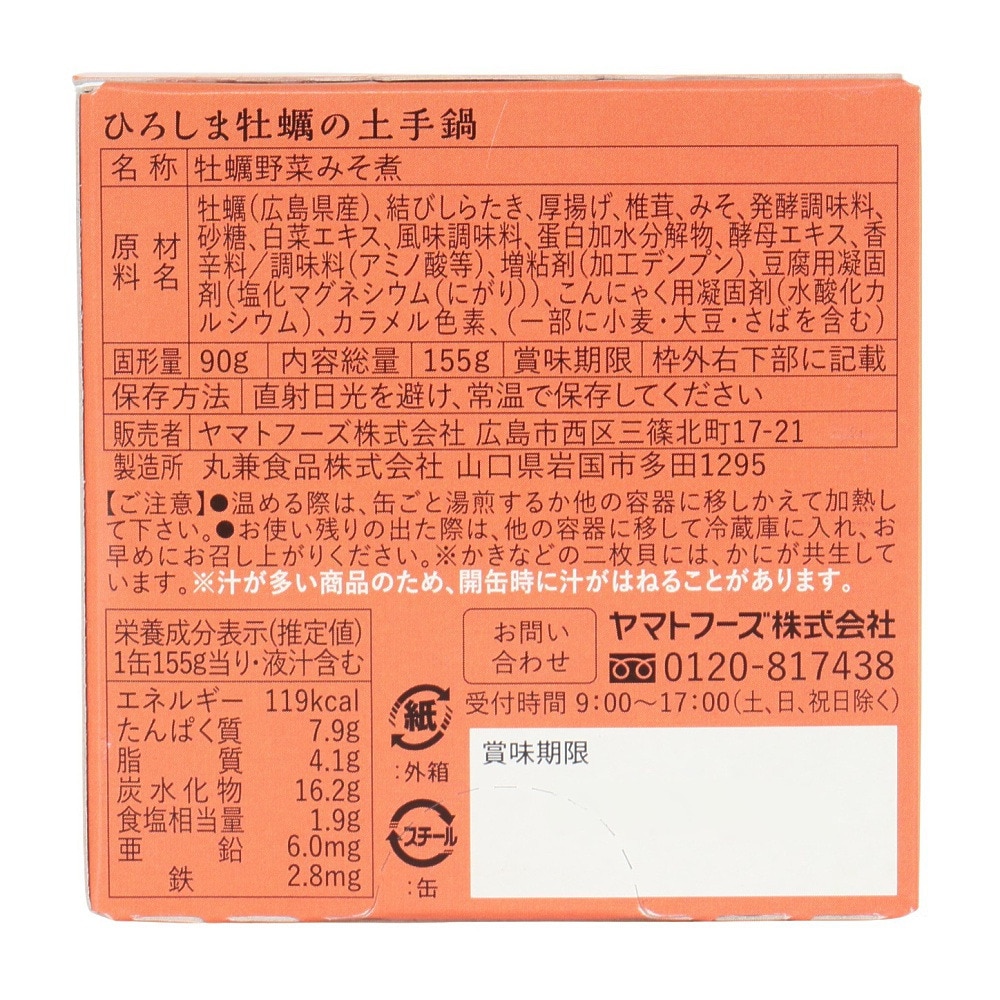 ひろしま牡蠣の土手鍋
名称 牡蠣野菜みそ煮
原材料名 牡蠣(広島県産)、結びしらたき、厚揚げ、椎茸、みそ、発酵調味料、
砂糖、白菜エキス、風味調味料、蛋白加水分解物、酵母エキス、香
辛料/調味料(アミノ酸等)、増粘剤(加工デンプン)、豆腐用凝固
剤(塩化マグネシウム(にがり))、こんにゃく用凝固剤(水酸化カ
ルシウム)、カラメル色素、(一部に小麦・大豆・さばを含む)
固形量 90g 内容総量 155g 賞味期限 枠外右下部に記載
保存方法 直射日光を避け、常温で保存してください
販売者 ヤマトフーズ株式会社 広島市西区三篠北町17-21
製造所 丸兼食品株式会社 山口県岩国市多田1295
【ご注意】●温める際は、缶ごと湯煎するか他の容器に移しかえて加熱し
て下さい。●お使い残りの出た際は、他の容器に移して冷蔵庫に入れ、お
早めにお召し上がりください。※かきなどの二枚貝には、かにが共生して
います。※汁が多い商品のため、開缶時に汁がはねることがあります。
栄養成分表示(推定値)
1缶155g当り・液汁含む
エネルギー 119kcal
たんぱく質 7.9g
脂質 4.1g
炭水化物 16.2g
食塩相当量 1.9g
亜鉛 6.0mg
鉄 2.8mg
紙
:外箱
スチール
:缶
お問い
合わせ
ヤマトフーズ株式会社
0120-817438
受付時間 9:00〜17:00(土、日、祝日除く)
賞味期限